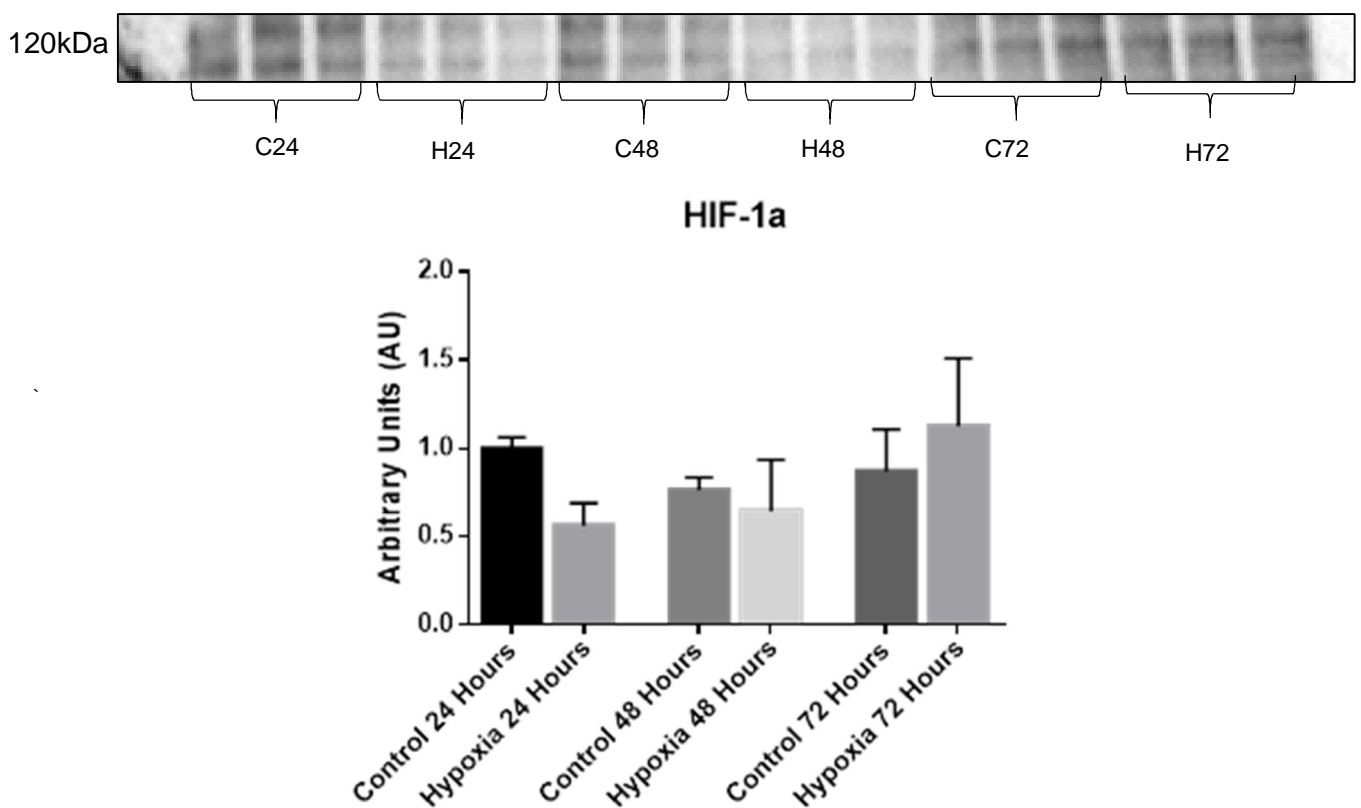 120kDa
C24 H24 C48 H48 C72 H72
HIF-1a
2.0
1.5
1.0
0.5
0.0
Arbitrary Units (AU)
`
Control 24 Hours
Hypoxia 24 Hours
Control 48 Hours
Hypoxia 48 Hours
Control 72 Hours
Hypoxia 72 Hours